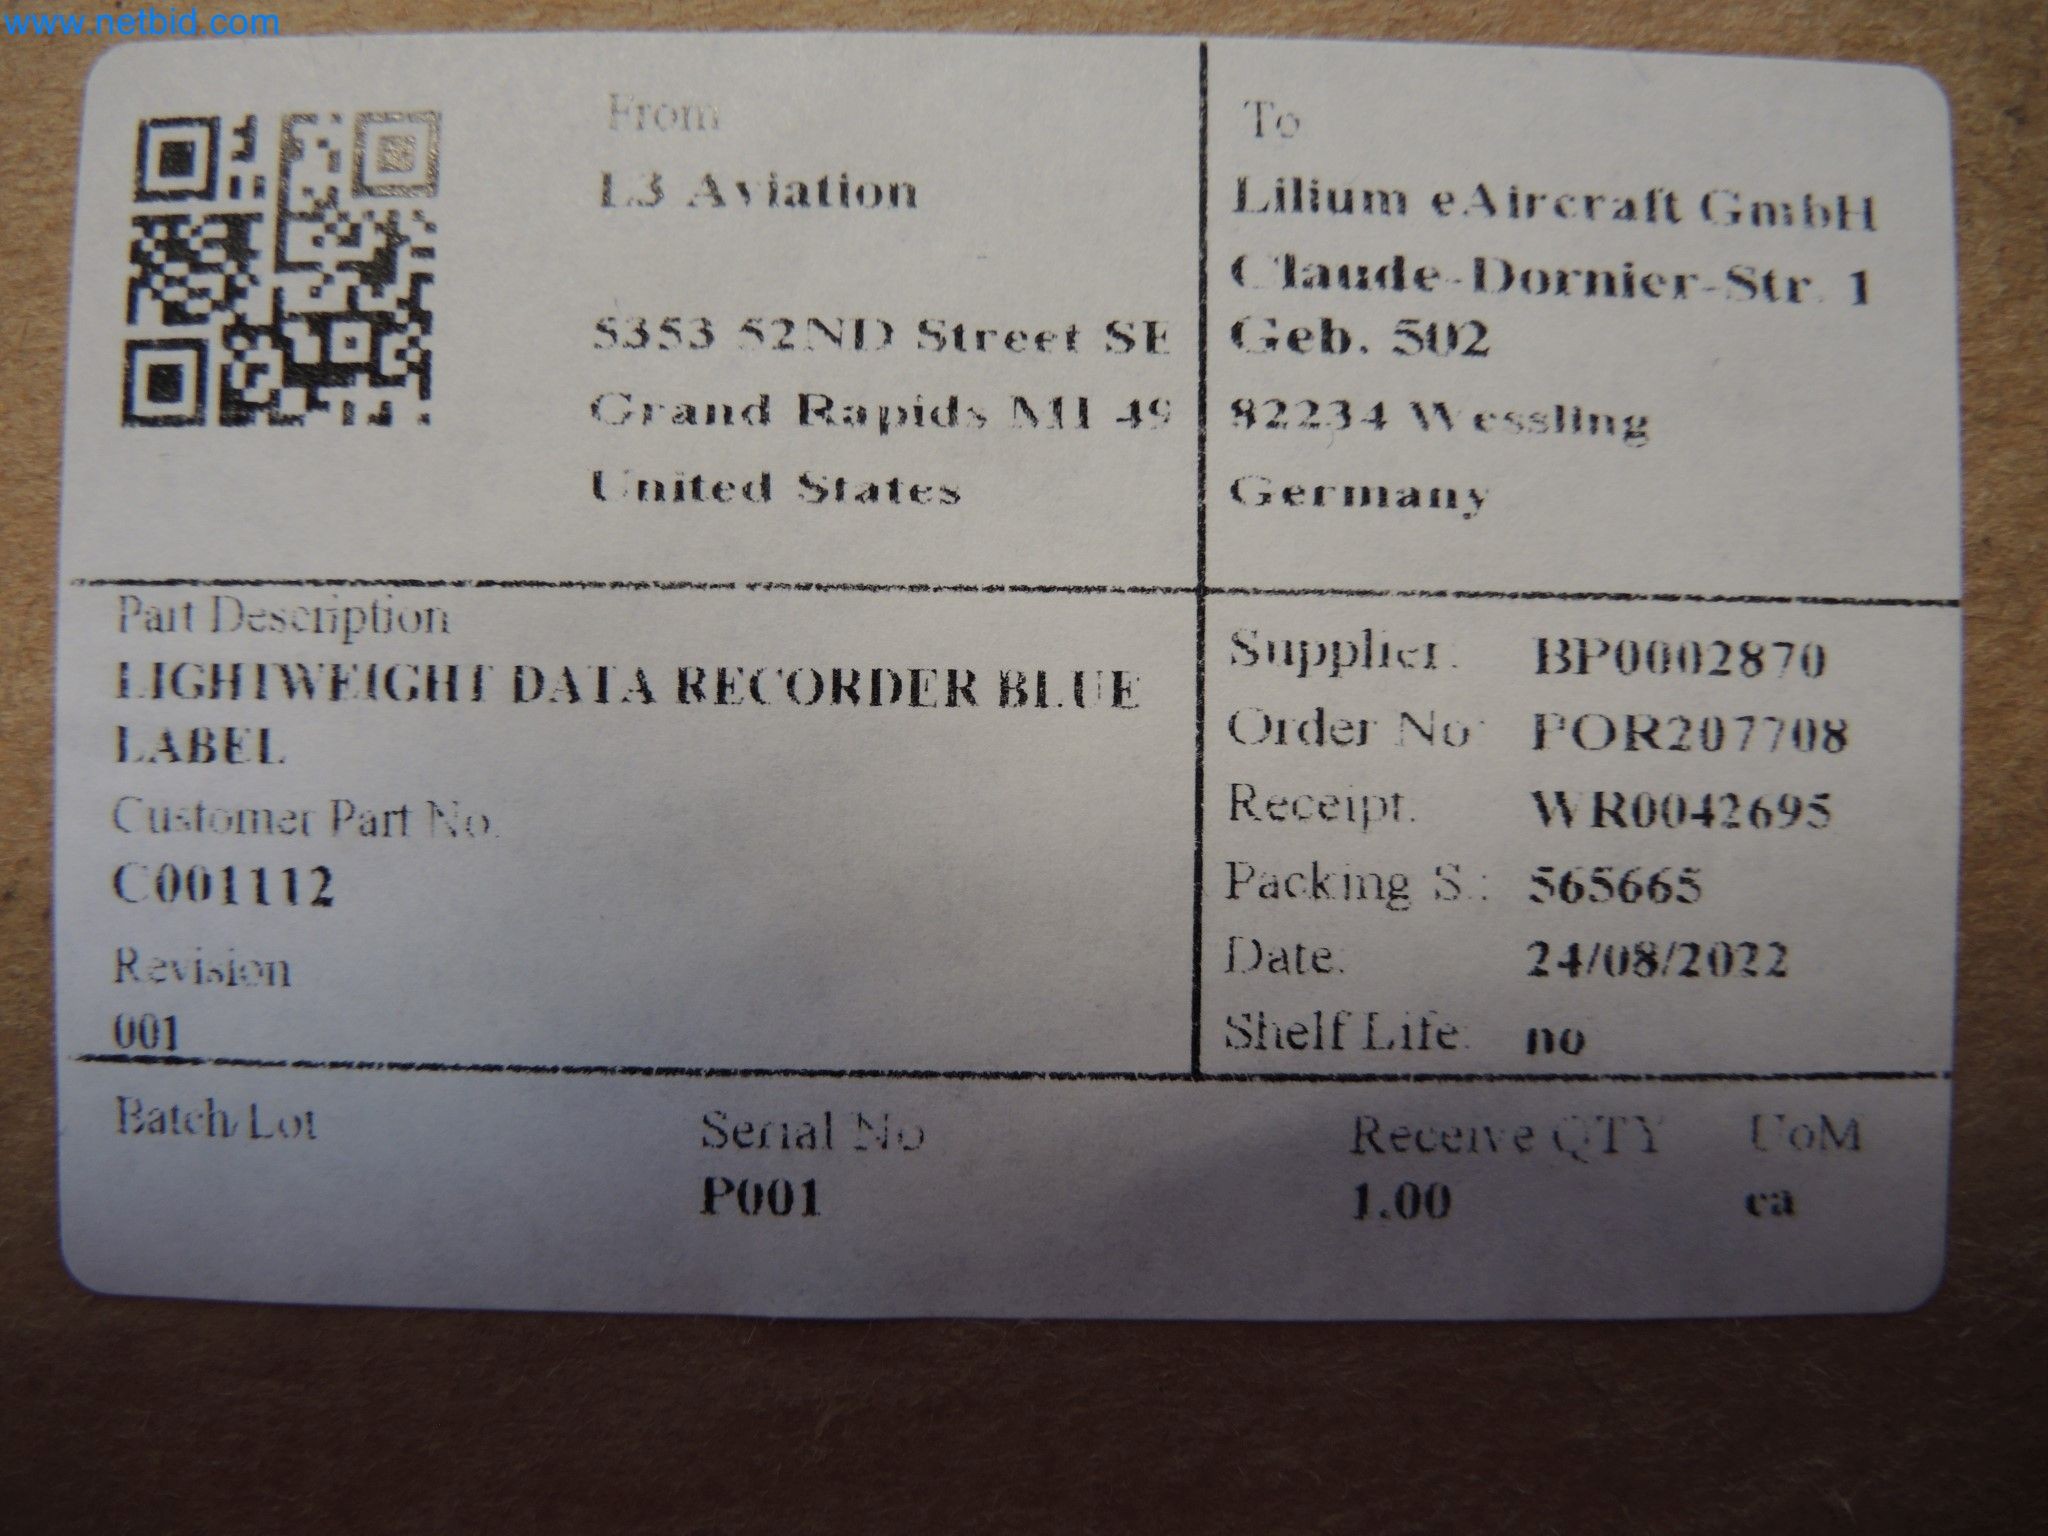 www.netbid.com
From
L3 Aviation
5353 52ND Street SE
Grand Rapids MI 49
United States
To
Lilium eAircraft GmbH
Claude-Dornier-Str. 1
Geb. 502
82234 Wessling
Germany
Part Description
LIGHTWEIGHT DATA RECORDER BLUE
LABEL
Customer Part No.
C001112
Revision
001
Supplier: BP0002870
Order No: POR207708
Receipt: WR0042695
Packing S.: 565665
Date: 24/08/2022
Shelf Life: no
Batch/Lot
Serial No
P001
Receive QTY
1.00
UoM
ea